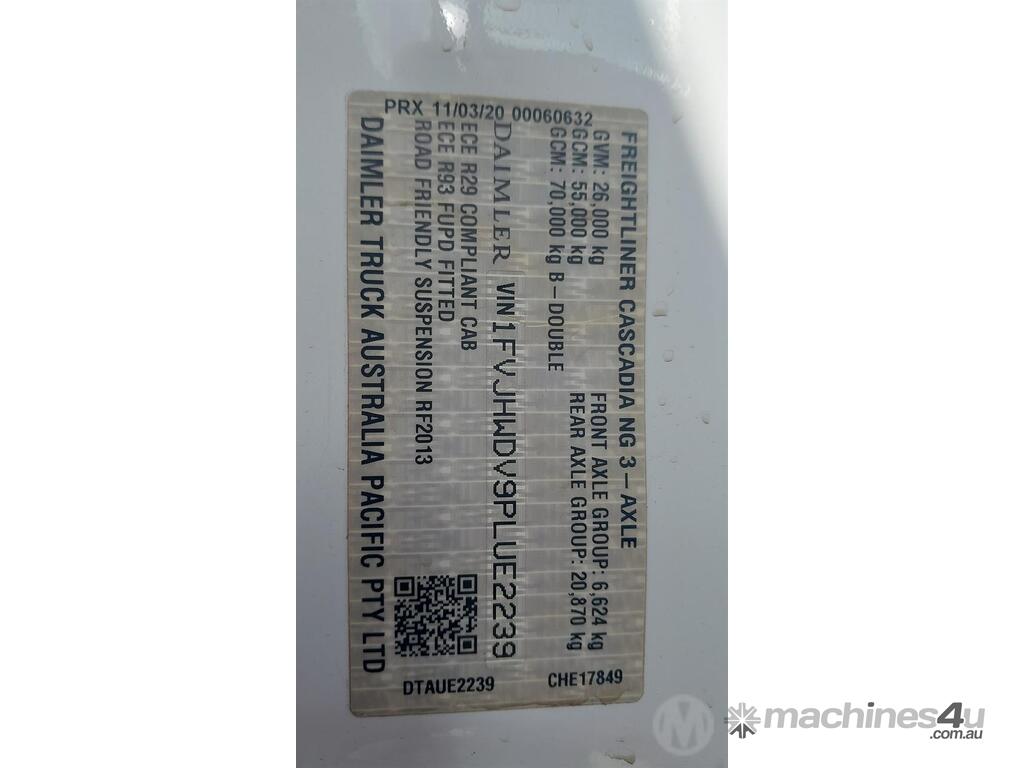 PRX 11/03/20 00060632
FREIGHTLINER CASCADIA NG 3-AXLE
GVM: 26,000 kg FRONT AXLE GROUP: 6,624 kg
GCM: 55,000 kg REAR AXLE GROUP: 20,870 kg
GCM: 70,000 kg B-DOUBLE
DAIMLER VIN1FVJHWDV9PLUE2239
ECE R29 COMPLIANT CAB
ECE R93 FUPD FITTED
ROAD FRIENDLY SUSPENSION RF2013
DAIMLER TRUCK AUSTRALIA PACIFIC PTY LTD
DTAUE2239 CHE17849
M machines4u
.com.au